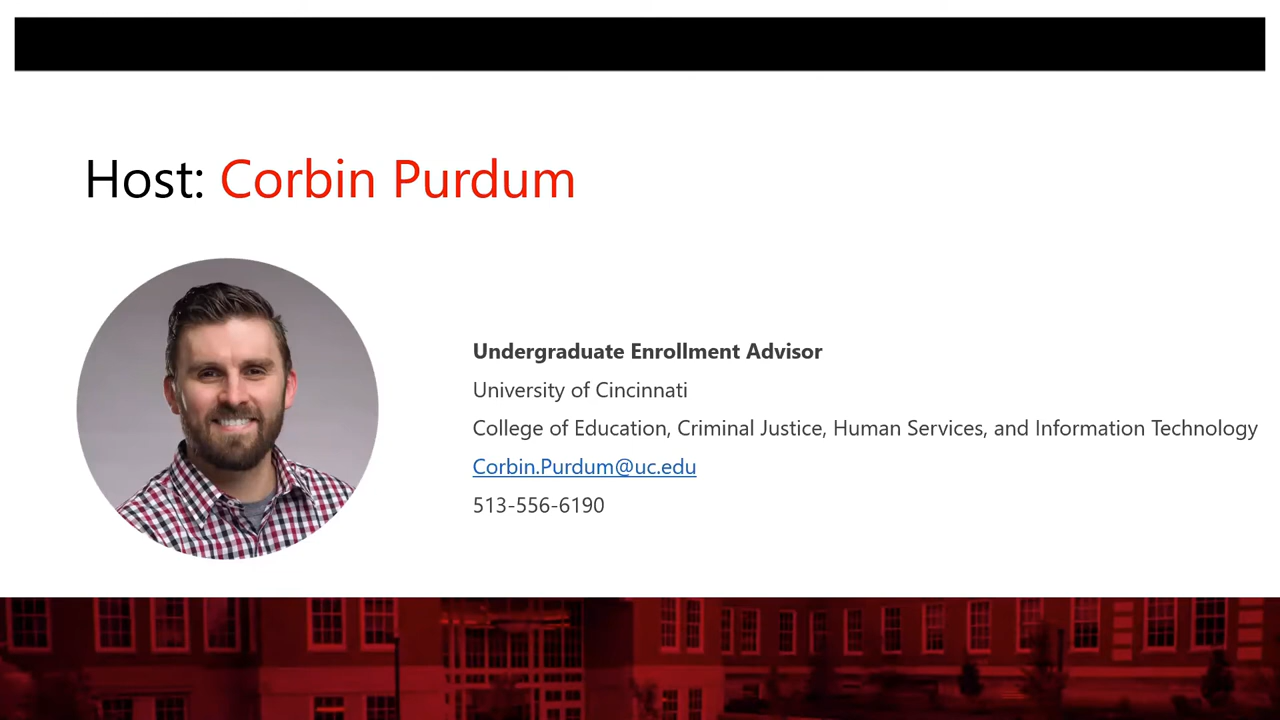 Host: Corbin Purdum
Undergraduate Enrollment Advisor
University of Cincinnati
College of Education, Criminal Justice, Human Services, and Information Technology
Corbin.Purdum@uc.edu
513-556-6190